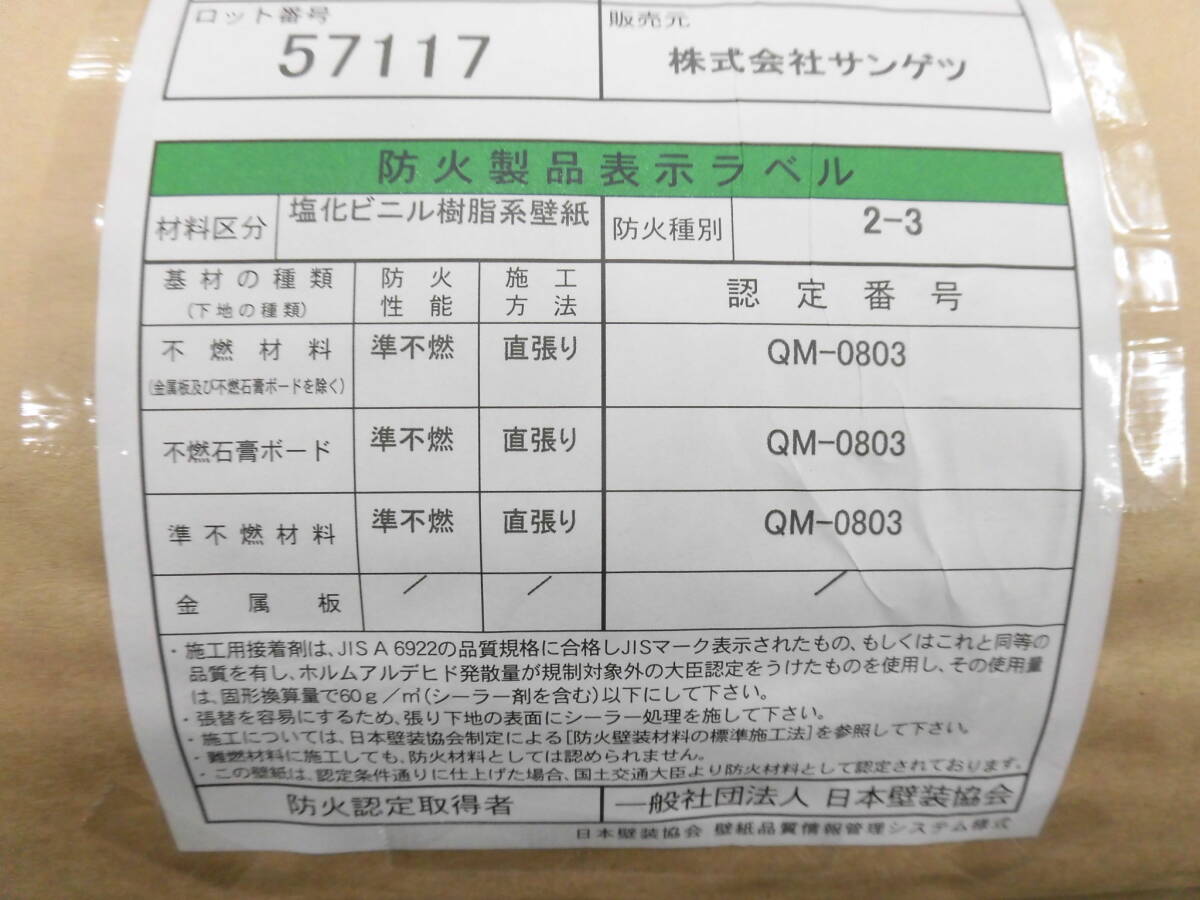 ロット番号 販売元
57117 株式会社サンゲツ
防火製品表示ラベル
材料区分 塩化ビニル樹脂系壁紙 防火種別 2-3
基材の種類 防火 施工 認定番号
(下地の種類) 性能 方法
不燃材料 準不燃 直張り QM-0803
(金属板及び不燃石膏ボードを除く)
不燃石膏ボード 準不燃 直張り QM-0803
準不燃材料 準不燃 直張り QM-0803
金属板 / / /
・施工用接着剤は、JIS A 6922の品質規格に合格しJISマーク表示されたもの、もしくはこれと同等の
品質を有し、ホルムアルデヒド発散量が規制対象外の大臣認定をうけたものを使用し、その使用量
は、固形換算量で60g/㎡(シーラー剤を含む)以下にして下さい。
・張替を容易にするため、張り下地の表面にシーラー処理を施して下さい。
・施工については、日本壁装協会制定による[防火壁装材料の標準施工法]を参照して下さい。
・難燃材料に施工しても、防火材料としては認められません。
・この壁紙は、認定条件通りに仕上げた場合、国土交通大臣より防火材料として認定されております。
防火認定取得者 一般社団法人 日本壁装協会
日本壁装協会 壁紙品質情報管理システム様式